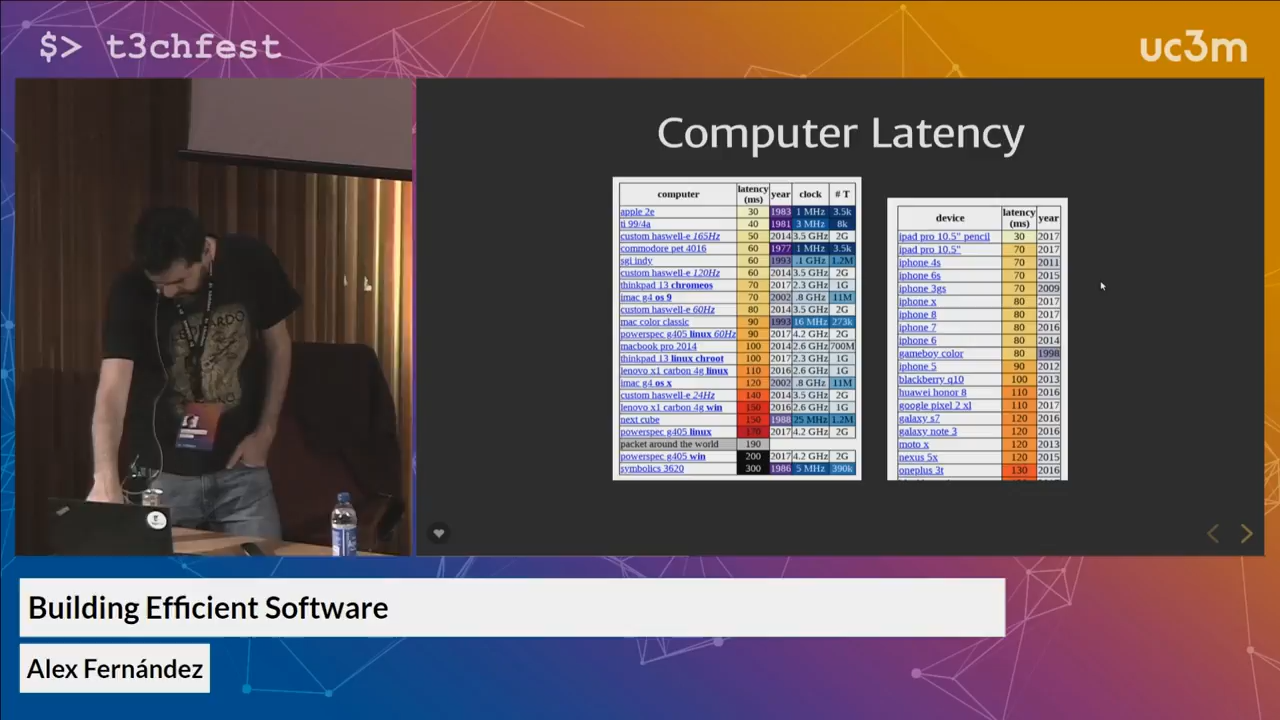 $> t3chfest
uc3m
Computer Latency
computer latency (ms) year clock # T
apple 2e 30 1983 1 MHz 3.5k
ti 99/4a 40 1981 3 MHz 8k
custom haswell-e 165Hz 50 2014 3.5 GHz 2G
commodore pet 4016 60 1977 1 MHz 3.5k
sgi indy 60 1993 .1 GHz 1.2M
custom haswell-e 120Hz 60 2014 3.5 GHz 2G
thinkpad 13 chromeos 70 2017 2.3 GHz 1G
imac g4 os 9 70 2002 .8 GHz 11M
custom haswell-e 60Hz 80 2014 3.5 GHz 2G
mac color classic 90 1993 16 MHz 273k
powerspec g405 linux 60Hz 90 2017 4.2 GHz 2G
macbook pro 2014 100 2014 2.6 GHz 700M
thinkpad 13 linux chroot 100 2017 2.3 GHz 1G
lenovo x1 carbon 4g linux 110 2016 2.6 GHz 1G
imac g4 os x 120 2002 .8 GHz 11M
custom haswell-e 24Hz 140 2014 3.5 GHz 2G
lenovo x1 carbon 4g win 150 2016 2.6 GHz 1G
next cube 150 1988 25 MHz 1.2M
powerspec g405 linux 170 2017 4.2 GHz 2G
packet around the world 190
powerspec g405 win 200 2017 4.2 GHz 2G
symbolics 3620 300 1986 5 MHz 390k
device latency (ms) year
ipad pro 10.5" pencil 30 2017
ipad pro 10.5" 70 2017
iphone 4s 70 2011
iphone 6s 70 2015
iphone 3gs 70 2009
iphone x 80 2017
iphone 8 80 2017
iphone 7 80 2016
iphone 6 80 2014
gameboy color 80 1998
iphone 5 90 2012
blackberry q10 100 2013
huawei honor 8 110 2016
google pixel 2 xl 110 2017
galaxy s7 120 2016
galaxy note 3 120 2016
moto x 120 2013
nexus 5x 120 2015
oneplus 3t 130 2016
Building Efficient Software
Alex Fernández